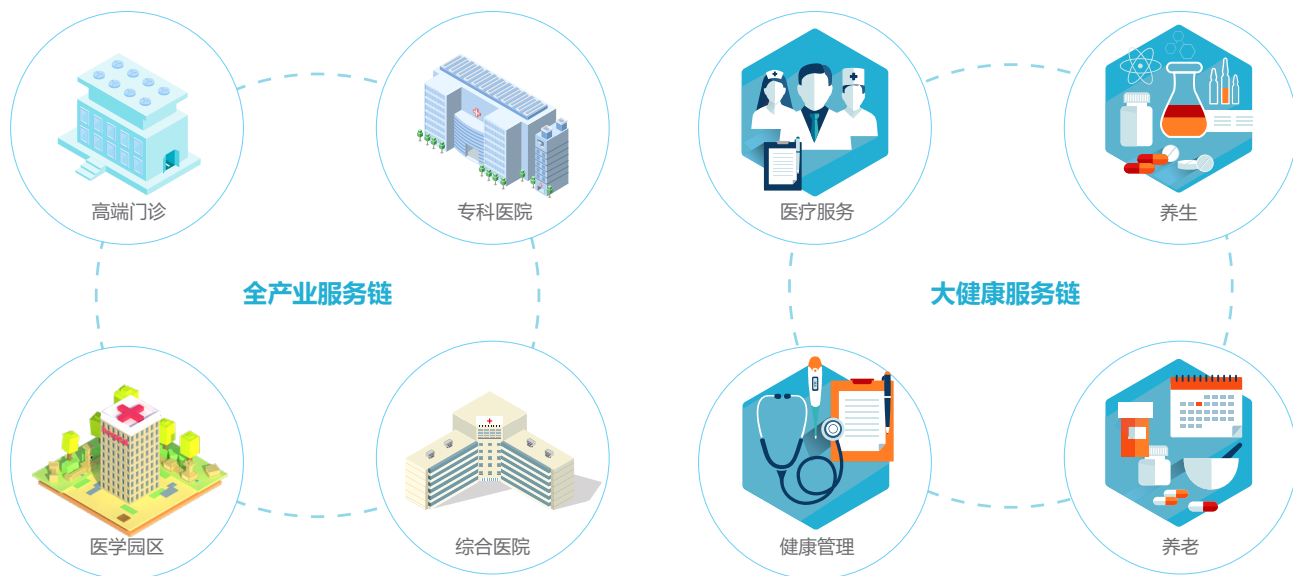 高端门诊
专科医院
全产业服务链
医学园区
综合医院
医疗服务
养生
大健康服务链
健康管理
养老